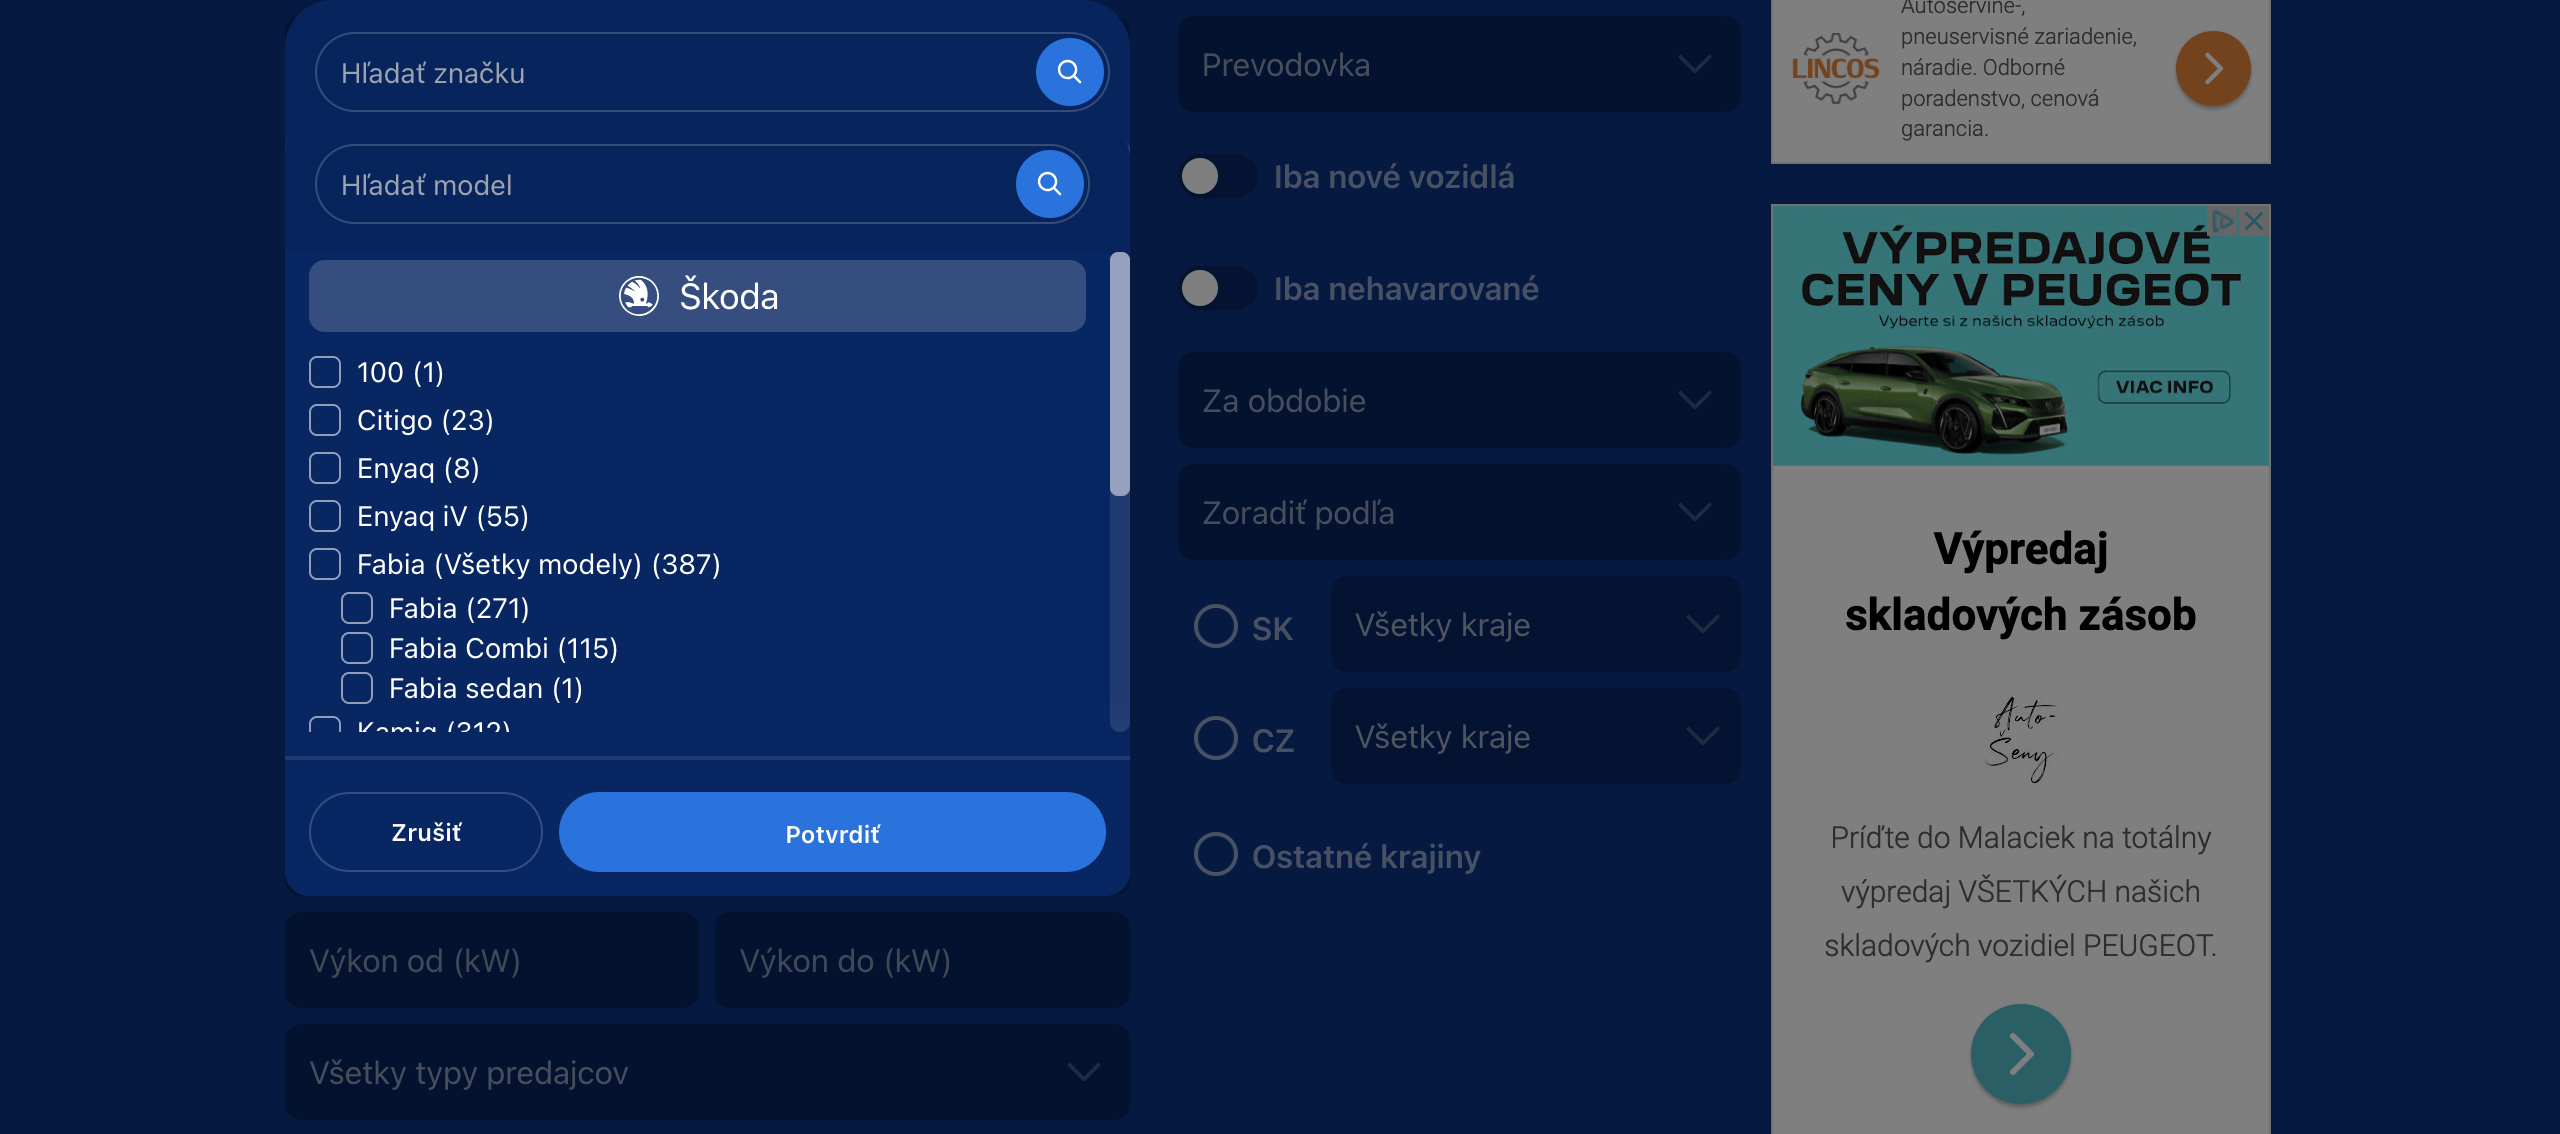 Hľadať značku
Hľadať model
Škoda
100 (1)
Citigo (23)
Enyaq (8)
Enyaq iV (55)
Fabia (Všetky modely) (387)
Fabia (271)
Fabia Combi (115)
Fabia sedan (1)
Kamiq (312)
Zrušiť
Potvrdiť
Výkon od (kW)
Výkon do (kW)
Všetky typy predajcov
Prevodovka
Iba nové vozidlá
Iba nehavarované
Za obdobie
Zoradiť podľa
SK
Všetky kraje
CZ
Všetky kraje
Ostatné krajiny
LINCOS
Autoservine-,
pneuservisné zariadenie,
náradie. Odborné
poradenstvo, cenová
garancia.
VÝPREDAJOVÉ
CENY V PEUGEOT
Vyberte si z našich skladových zásob
VIAC INFO
Výpredaj
skladových zásob
Auto-
Šeny
Príďte do Malaciek na totálny
výpredaj VŠETKÝCH našich
skladových vozidiel PEUGEOT.